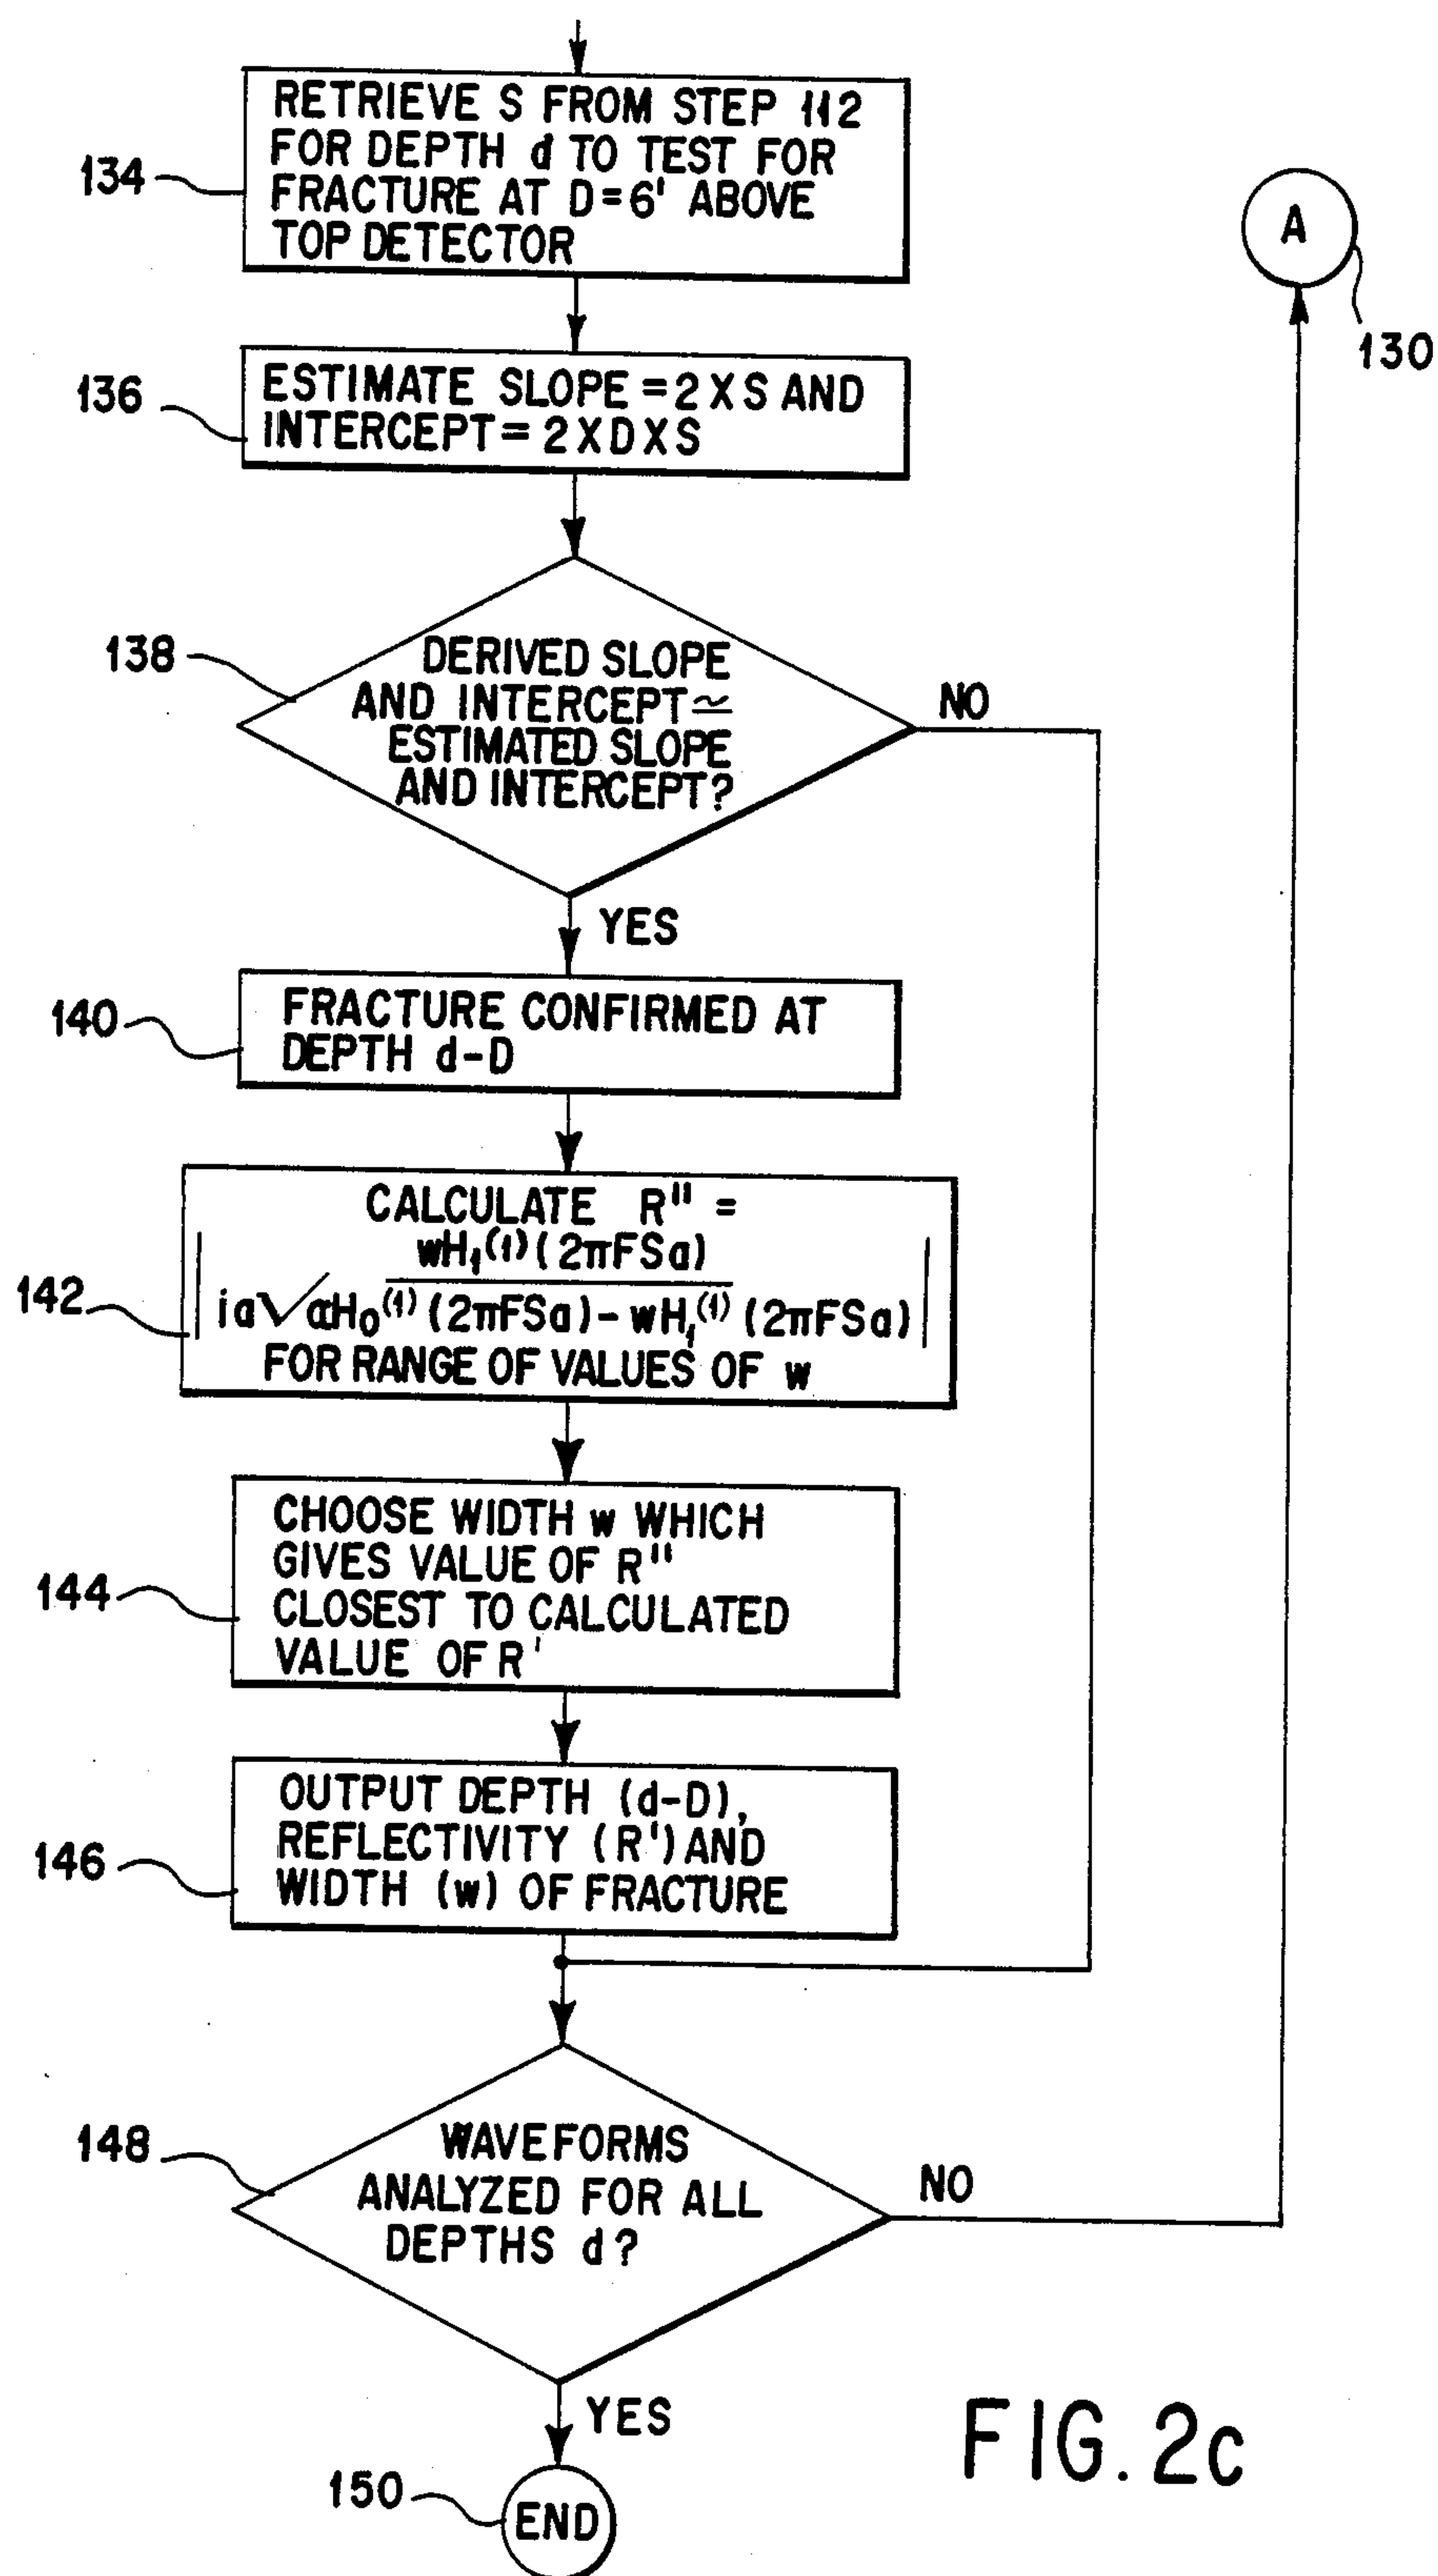 134
RETRIEVE S FROM STEP 112
FOR DEPTH d TO TEST FOR
FRACTURE AT D=6' ABOVE
TOP DETECTOR
A
130
136
ESTIMATE SLOPE = 2 X S AND
INTERCEPT = 2 X D X S
138
DERIVED SLOPE
AND INTERCEPT ≃
ESTIMATED SLOPE
AND INTERCEPT?
NO
YES
140
FRACTURE CONFIRMED AT
DEPTH d-D
142
CALCULATE R" =
wH₁⁽¹⁾(2πFSa)
ia√αH₀⁽¹⁾(2πFSa)-wH₁⁽¹⁾(2πFSa)
FOR RANGE OF VALUES OF w
144
CHOOSE WIDTH w WHICH
GIVES VALUE OF R"
CLOSEST TO CALCULATED
VALUE OF R'
146
OUTPUT DEPTH (d-D),
REFLECTIVITY (R') AND
WIDTH (w) OF FRACTURE
148
WAVEFORMS
ANALYZED FOR ALL
DEPTHS d?
NO
YES
150
END
FIG. 2c